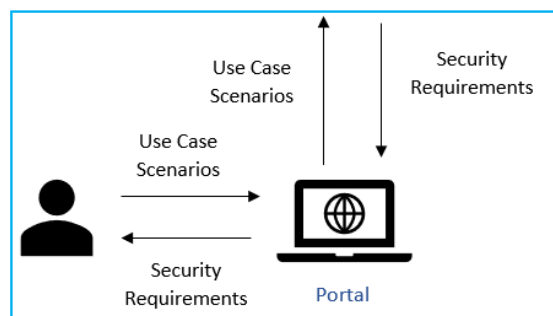 Use Case
Scenarios
Security
Requirements
Use Case
Scenarios
Security
Requirements
Portal